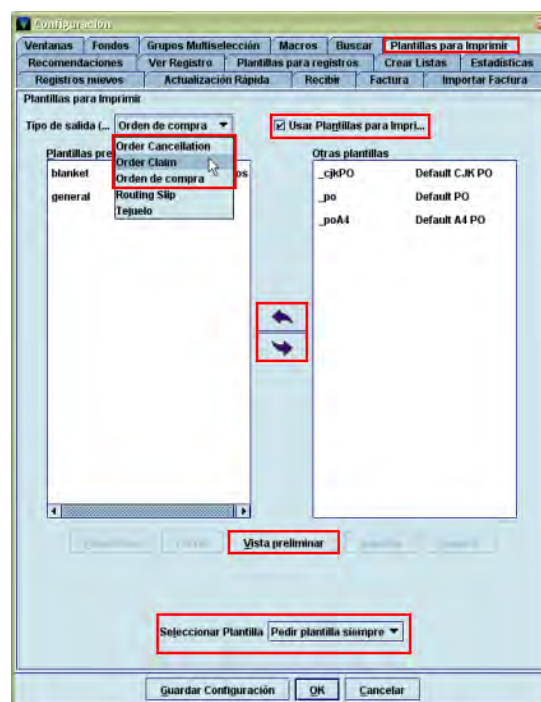 Configuración
Ventanas Fondos Grupos Multiselección Macros Buscar Plantillas para Imprimir
Recomendaciones Ver Registro Plantillas para registros Crear Listas Estadísticas
Registros nuevos Actualización Rápida Recibir Factura Importar Factura
Plantillas para Imprimir
Tipo de salida (... Orden de compra Usar Plantillas para Impri...
Order Cancellation
Plantillas pre Order Claim Otras plantillas
blanket Orden de compra os _cjkPO Default CJK PO
general Routing Slip _po Default PO
Tejuelo _poA4 Default A4 PO
Vista preliminar
Seleccionar Plantilla Pedir plantilla siempre
Guardar Configuración OK Cancelar